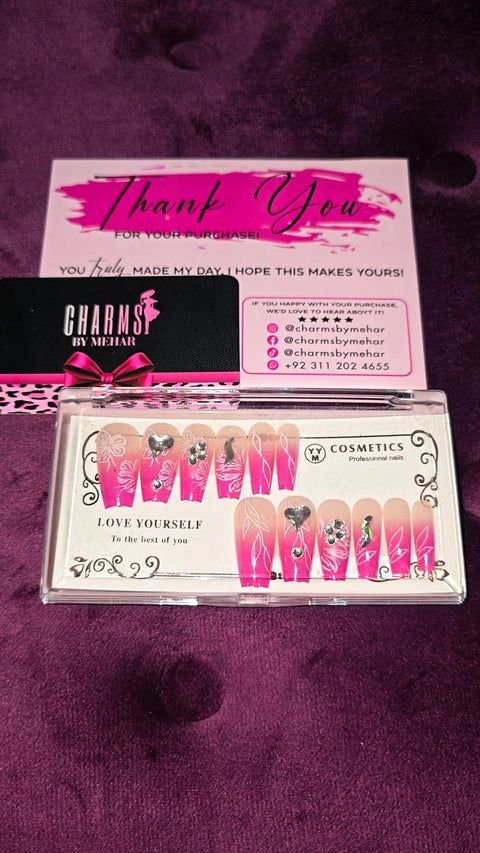 Thank You
FOR YOUR PURCHASE!
YOU truly MADE MY DAY, I HOPE THIS MAKES YOURS!
IF YOU HAPPY WITH YOUR PURCHASE,
WE'D LOVE TO HEAR ABOYT IT!
@charmsbymehar
@charmsbymehar
@charmsbymehar
+92 311 202 4655
CHARMS
BY MEHAR
YY
M
COSMETICS
Professinnal nails
LOVE YOURSELF
To the best of you